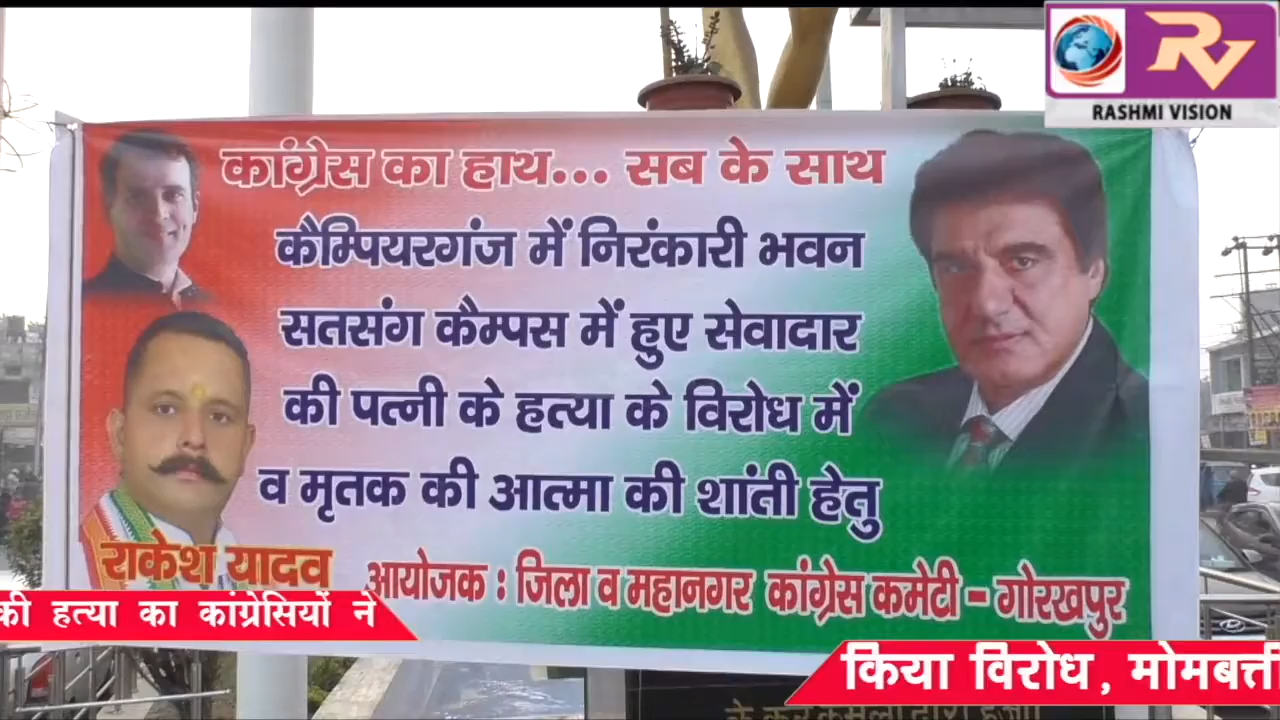 RV
RASHMI VISION
कांग्रेस का हाथ... सब के साथ
कैम्पियरगंज में निरंकारी भवन
सतसंग कैम्पस में हुए सेवादार
की पत्नी के हत्या के विरोध में
व मृतक की आत्मा की शांती हेतु
राकेश यादव
आयोजक : जिला व महानगर कांग्रेस कमेटी - गोरखपुर
की हत्या का कांग्रेसियों ने
किया विरोध, मोमबत्ती